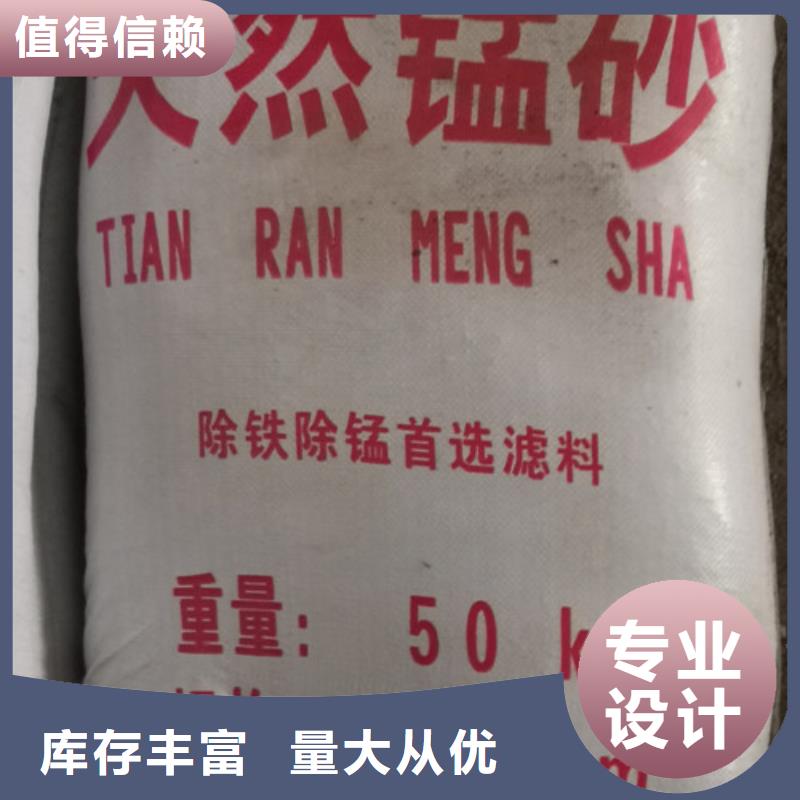 值得信赖
天然锰砂
TIAN RAN MENG SHA
除铁除锰首选滤料
重量: 50 k
专业
设计
库存丰富 量大从优